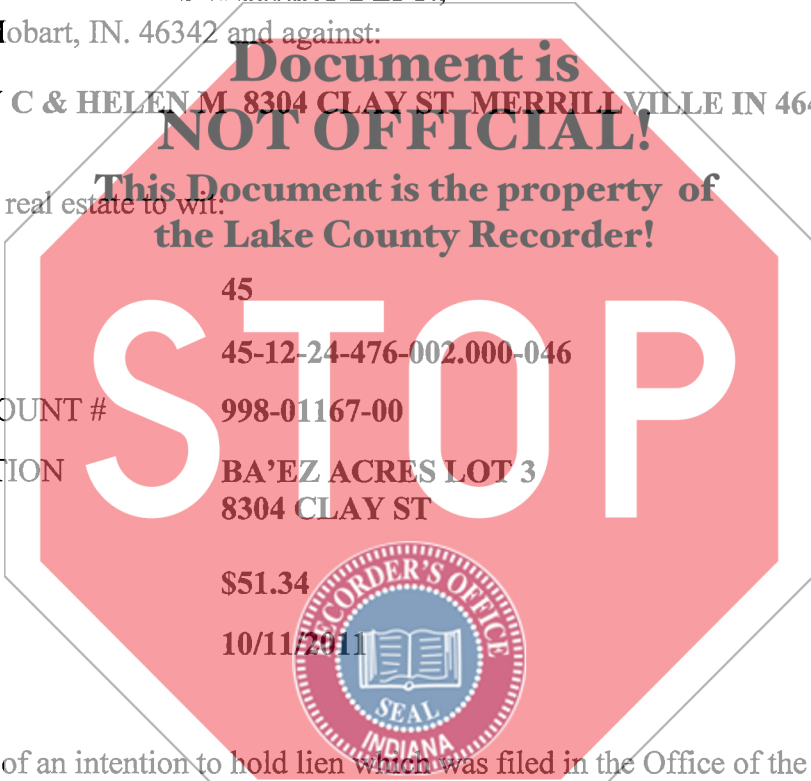 Hobart, IN. 46342 and against:
Document is
C & HELEN M 8304 CLAY ST MERRILLVILLE IN 464
NOT OFFICIAL!
This Document is the property of
real estate to wit:
the Lake County Recorder!
45
STOP
45-12-24-476-002.000-046
OUNT # 998-01167-00
TION BA'EZ ACRES LOT 3
8304 CLAY ST
$51.34
10/11/2011
RECORDER'S OFFICE
SEAL
INDIANA
of an intention to hold lien which was filed in the Office of the